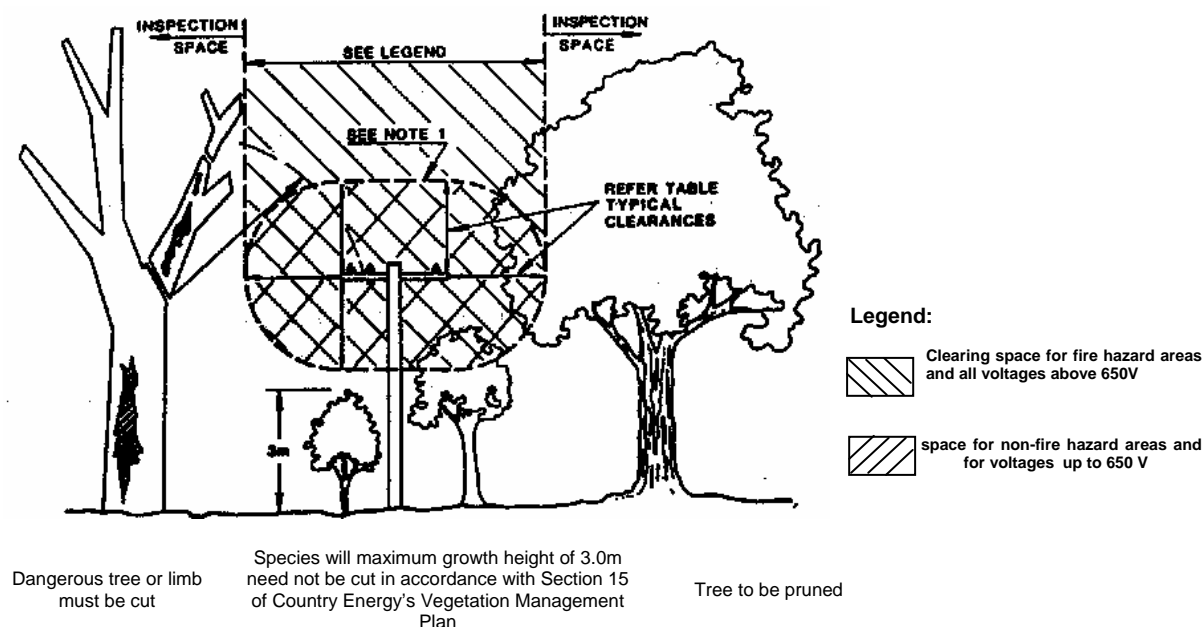 INSPECTION
SPACE
SEE LEGEND
INSPECTION
SPACE
SEE NOTE 1
REFER TABLE
TYPICAL
CLEARANCES
3m
Legend:
Clearing space for fire hazard areas
and all voltages above 650V
space for non-fire hazard areas and
for voltages up to 650 V
Dangerous tree or limb
must be cut
Species will maximum growth height of 3.0m
need not be cut in accordance with Section 15
of Country Energy's Vegetation Management
Plan
Tree to be pruned